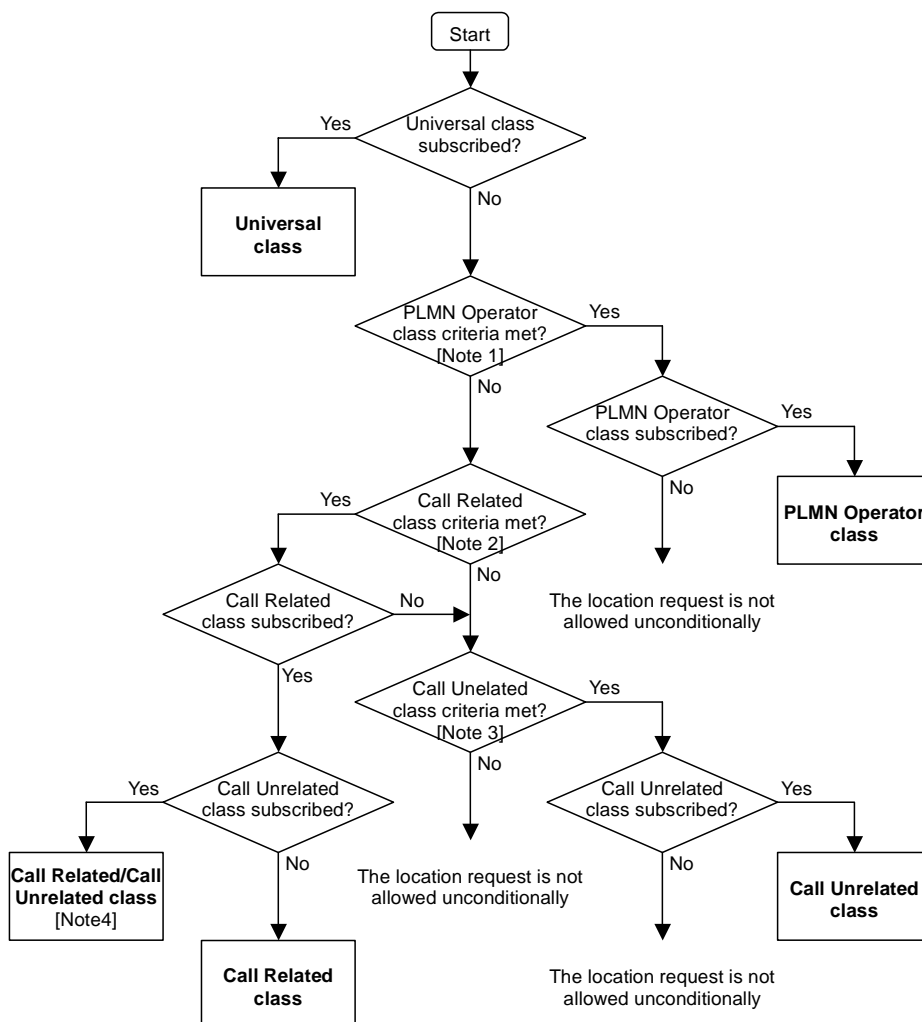 Start
Universal class
subscribed?
Yes
No
Universal
class
PLMN Operator
class criteria met?
[Note 1]
Yes
No
PLMN Operator
class subscribed?
Yes
No
PLMN Operator
class
Call Related
class criteria met?
[Note 2]
Yes
No
The location request is not
allowed unconditionally
Call Related
class subscribed?
No
Yes
Call Unelated
class criteria met?
[Note 3]
Yes
No
Call Unrelated
class subscribed?
Yes
No
Call Unrelated
class subscribed?
Yes
No
Call Related/Call
Unrelated class
[Note4]
The location request is not
allowed unconditionally
Call Unrelated
class
Call Related
class
The location request is not
allowed unconditionally